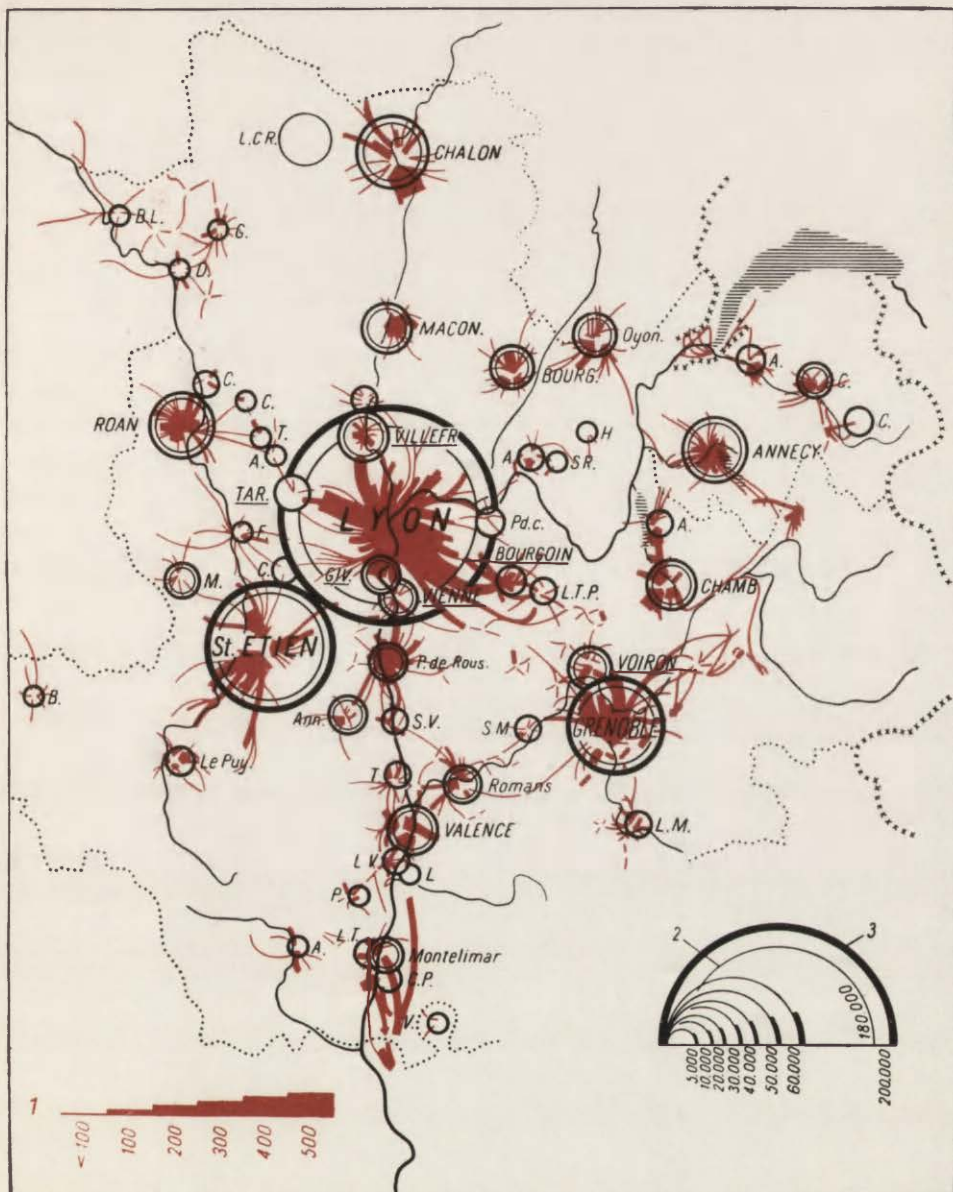 L.C.R.
CHALON
B.L.
G.
D.
MACON.
Oyon.
BOURG.
A.
C.
C.
C.
ROAN
C.
T.
A.
VILLEFR
H
A.
S.R.
ANNECY.
TAR.
LYON
Pd.c.
A.
F.
BOURGOIN
M.
C.
GIV.
VIENNE
L.T.P.
CHAMB
St. ETIEN
P. de Rous.
VOIRON
B.
Ann.
S.V.
S.M.
GRENOBLE
Le Puy
T.
Romans
VALENCE
L.M.
L.V.
L
P.
A.
L.T.
Montelimar
C.P.
V.
2
3
180.000
5.000
10.000
20.000
30.000
40.000
50.000
60.000
200.000
1
<100
100
200
300
400
500